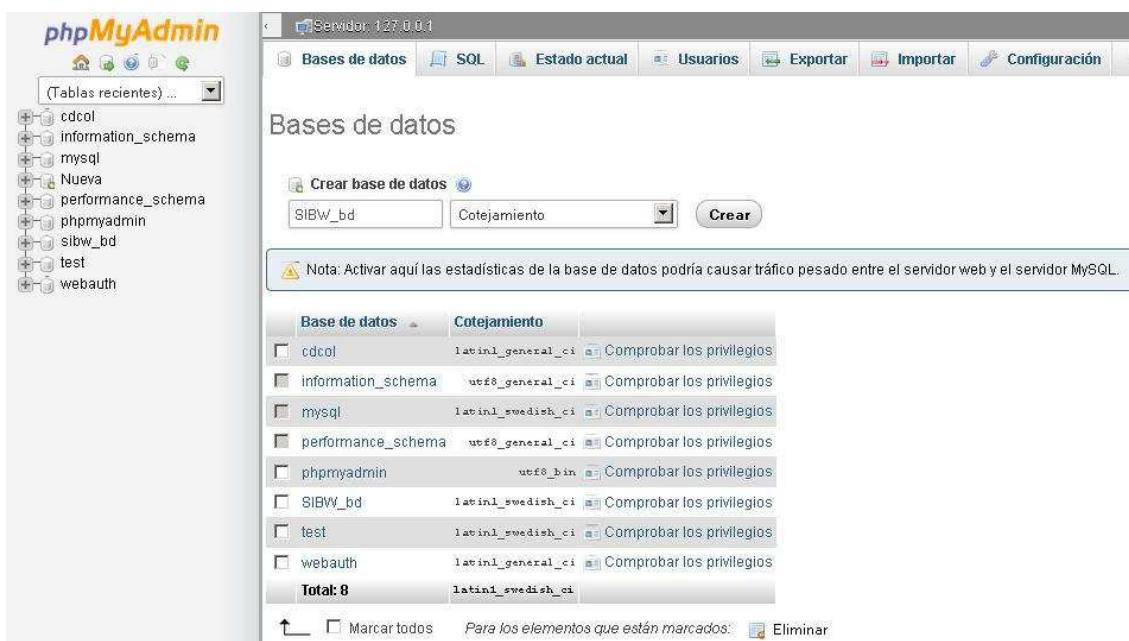 phpMyAdmin
(Tablas recientes) ...
cdcol
information_schema
mysql
Nueva
performance_schema
phpmyadmin
sibw_bd
test
webauth
Servidor: 127.0.0.1
Bases de datos SQL Estado actual Usuarios Exportar Importar Configuración
Bases de datos
Crear base de datos
SIBW_bd Cotejamiento Crear
Nota: Activar aquí las estadísticas de la base de datos podría causar tráfico pesado entre el servidor web y el servidor MySQL.
Base de datos Cotejamiento
cdcol latin1_general_ci Comprobar los privilegios
information_schema utf8_general_ci Comprobar los privilegios
mysql latin1_swedish_ci Comprobar los privilegios
performance_schema utf8_general_ci Comprobar los privilegios
phpmyadmin utf8_bin Comprobar los privilegios
SIBW_bd latin1_swedish_ci Comprobar los privilegios
test latin1_swedish_ci Comprobar los privilegios
webauth latin1_general_ci Comprobar los privilegios
Total: 8 latin1_swedish_ci
Marcar todos Para los elementos que están marcados: Eliminar